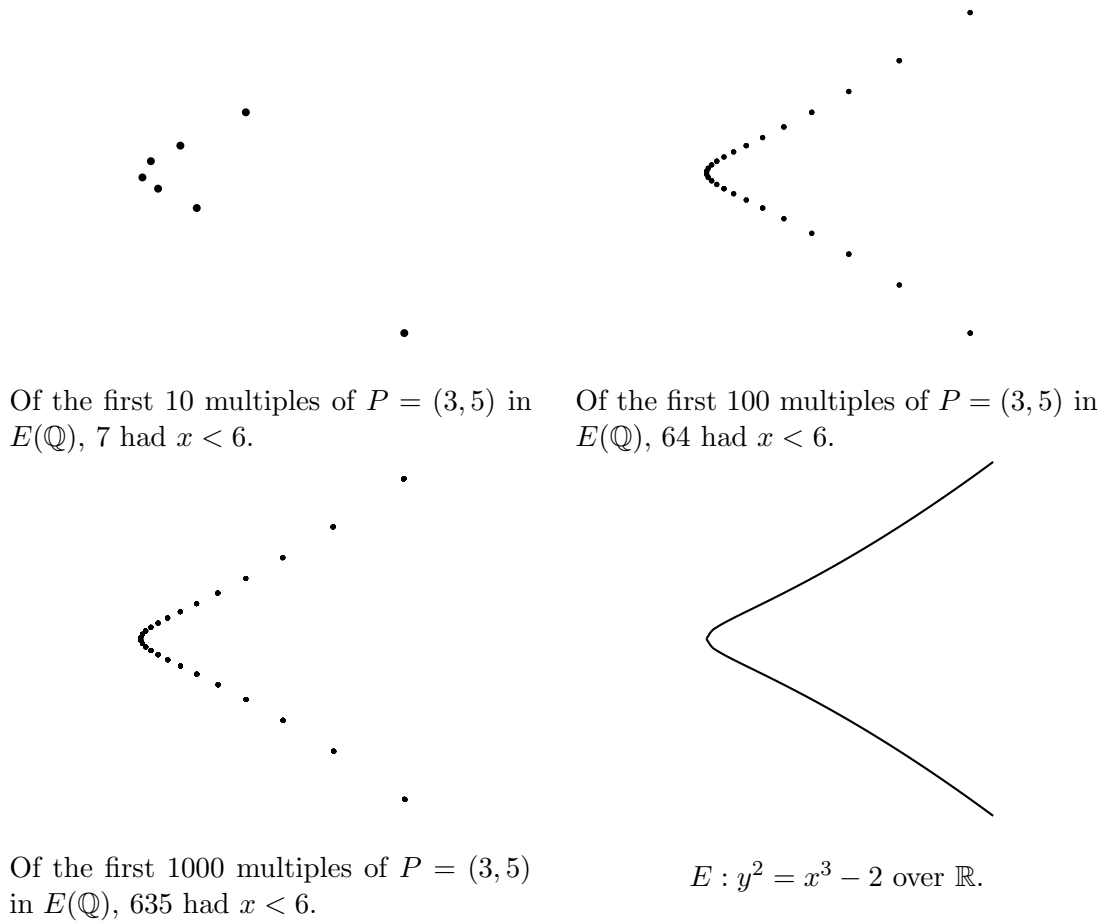 Of the first 10 multiples of P = (3, 5) in
E(ℚ), 7 had x < 6.
Of the first 100 multiples of P = (3, 5) in
E(ℚ), 64 had x < 6.
Of the first 1000 multiples of P = (3, 5)
in E(ℚ), 635 had x < 6.
E : y² = x³ − 2 over ℝ.